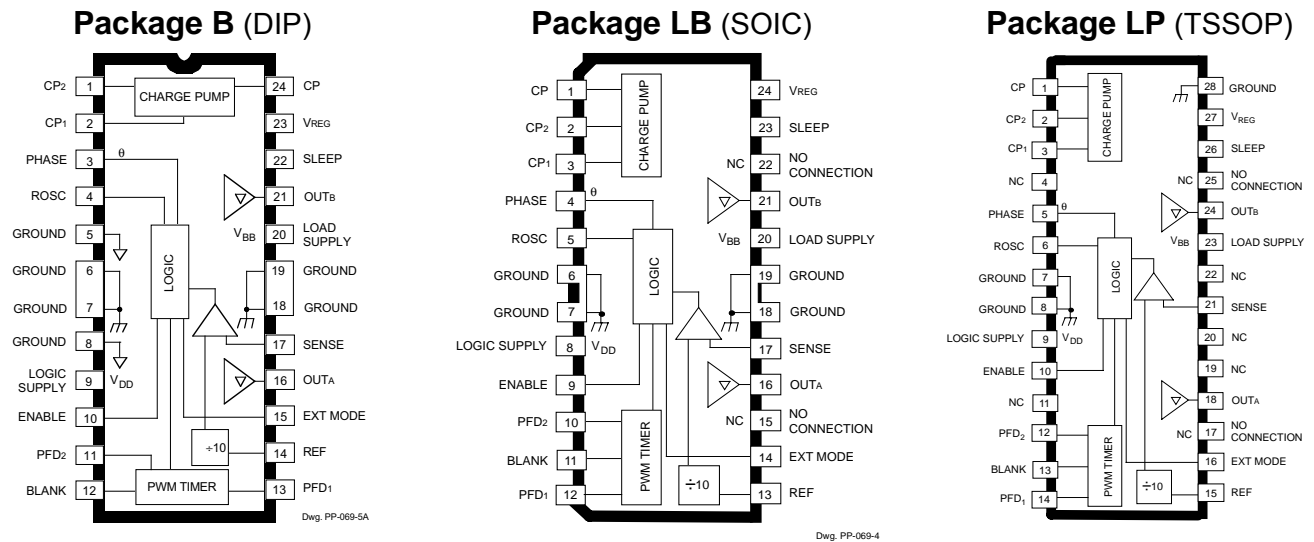 Package B (DIP)
CP2 1 24 CP
CHARGE PUMP
CP1 2 23 VREG
PHASE 3 θ 22 SLEEP
ROSC 4 21 OUTB
GROUND 5 VBB 20 LOAD
SUPPLY
GROUND 6 19 GROUND
LOGIC
GROUND 7 18 GROUND
GROUND 8 17 SENSE
LOGIC
SUPPLY 9 VDD 16 OUTA
ENABLE 10 15 EXT MODE
PFD2 11 ÷10 14 REF
BLANK 12 PWM TIMER 13 PFD1
Dwg. PP-069-5A
Package LB (SOIC)
CP 1 24 VREG
CHARGE PUMP
CP2 2 23 SLEEP
CP1 3 NC 22 NO
CONNECTION
PHASE 4 θ 21 OUTB
ROSC 5 VBB 20 LOAD SUPPLY
LOGIC
GROUND 6 19 GROUND
GROUND 7 18 GROUND
LOGIC SUPPLY 8 VDD 17 SENSE
ENABLE 9 16 OUTA
PFD2 10 NC 15 NO
CONNECTION
BLANK 11 PWM TIMER 14 EXT MODE
PFD1 12 ÷10 13 REF
Dwg. PP-069-4
Package LP (TSSOP)
CP 1 28 GROUND
CHARGE PUMP
CP2 2 27 VREG
CP1 3 26 SLEEP
NC 4 NC 25 NO
CONNECTION
PHASE 5 θ 24 OUTB
ROSC 6 VBB 23 LOAD SUPPLY
LOGIC
GROUND 7 22 NC
GROUND 8 21 SENSE
LOGIC SUPPLY 9 VDD 20 NC
ENABLE 10 19 NC
NC 11 18 OUTA
PFD2 12 NC 17 NO
CONNECTION
BLANK 13 PWM TIMER 16 EXT MODE
PFD1 14 ÷10 15 REF